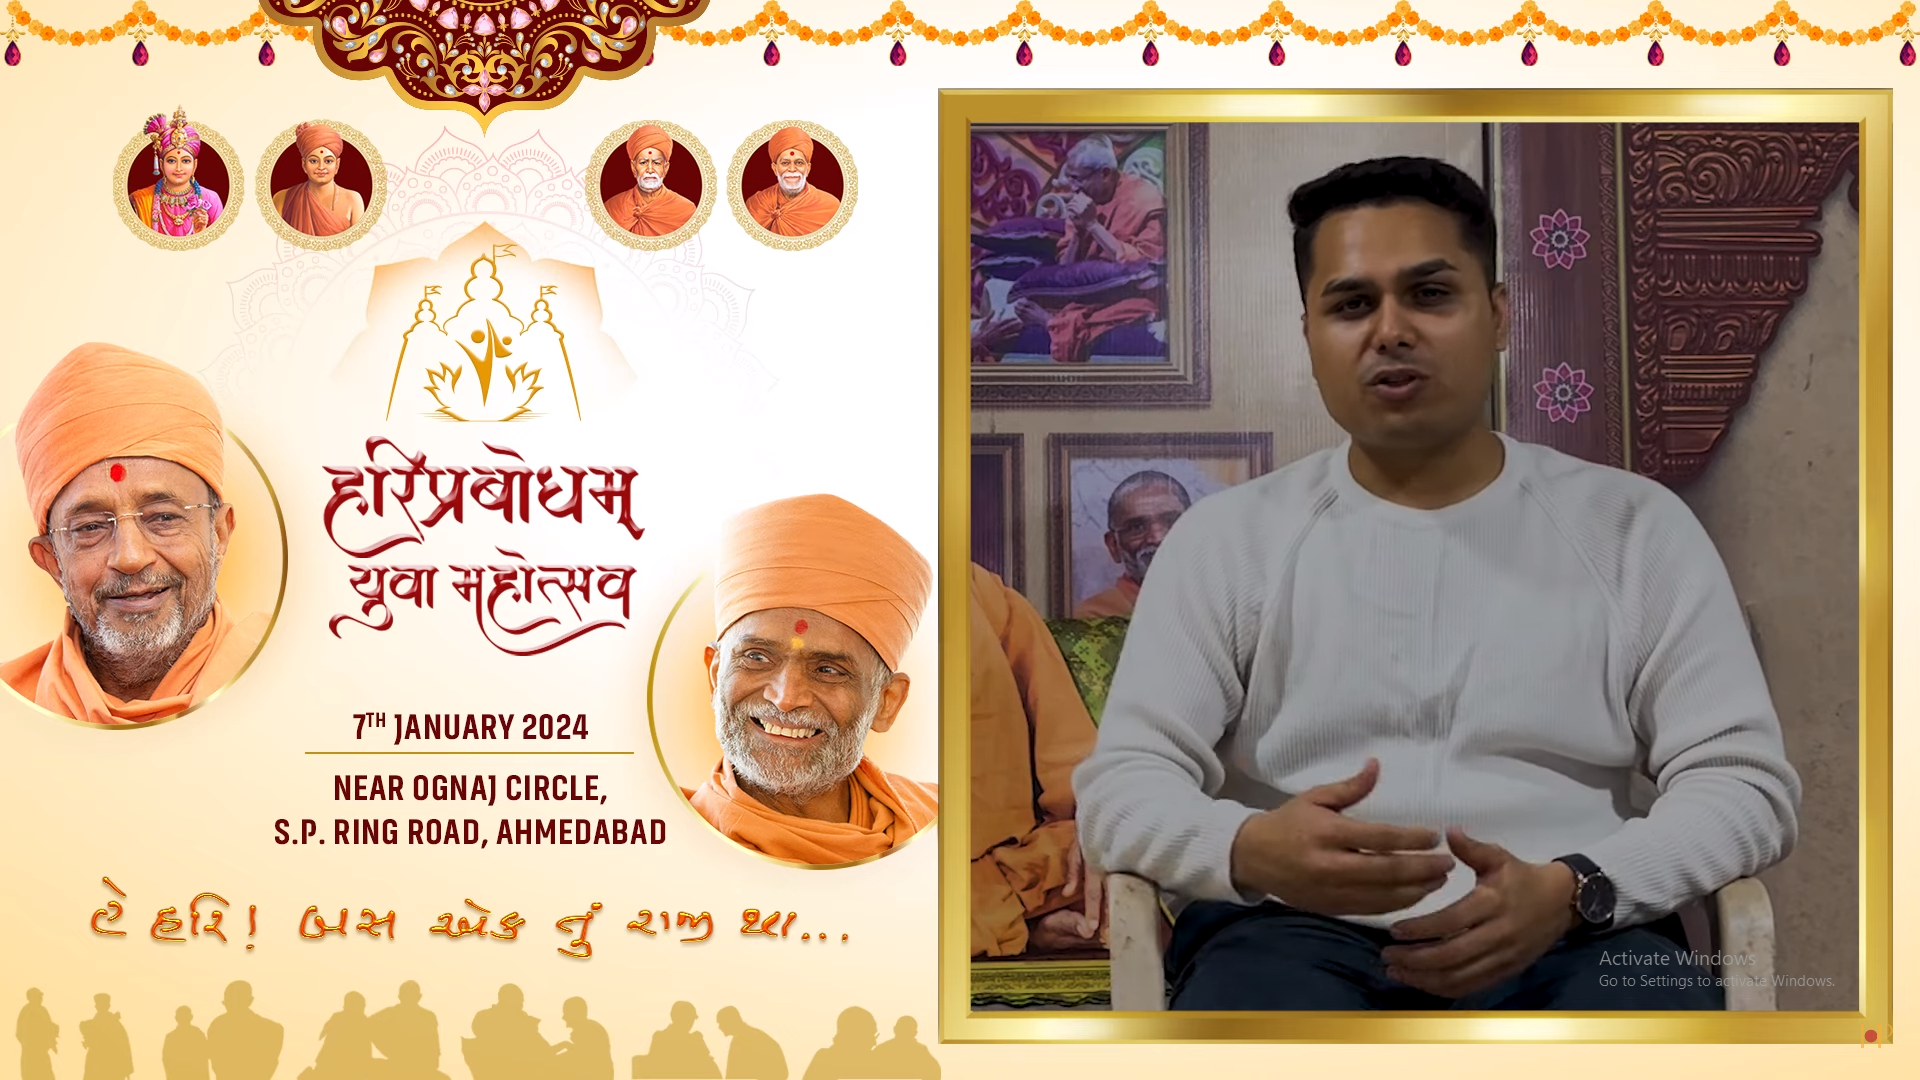 हरिप्रबोधम्
युवा महोत्सव
7TH JANUARY 2024
NEAR OGNAJ CIRCLE,
S.P. RING ROAD, AHMEDABAD
હે હરિ! બસ એક તું રાજી થા...
Activate Windows
Go to Settings to activate Windows.